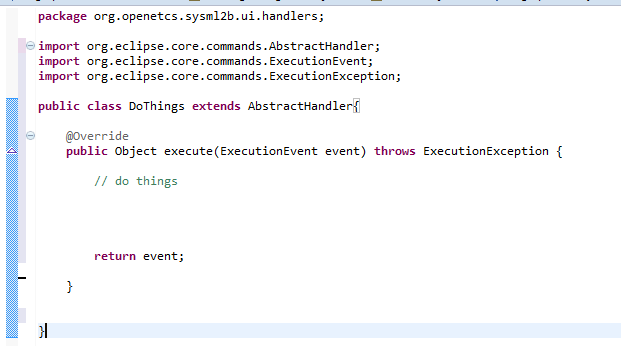 package org.openetcs.sysml2b.ui.handlers;
import org.eclipse.core.commands.AbstractHandler;
import org.eclipse.core.commands.ExecutionEvent;
import org.eclipse.core.commands.ExecutionException;
public class DoThings extends AbstractHandler{
@Override
public Object execute(ExecutionEvent event) throws ExecutionException {
// do things
return event;
}
}